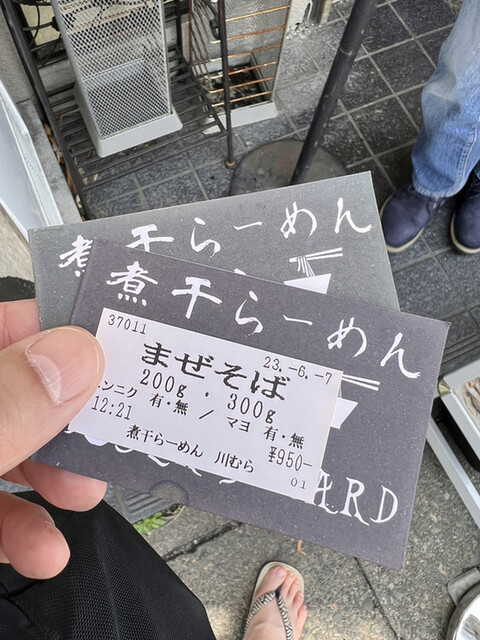 煮干らーめん
煮干らーめん
37011
23.-6.-7
まぜそば
200g・300g
ンニク 有・無 / マヨ 有・無
12:21
¥950-
煮干らーめん 川むら
01
ARD